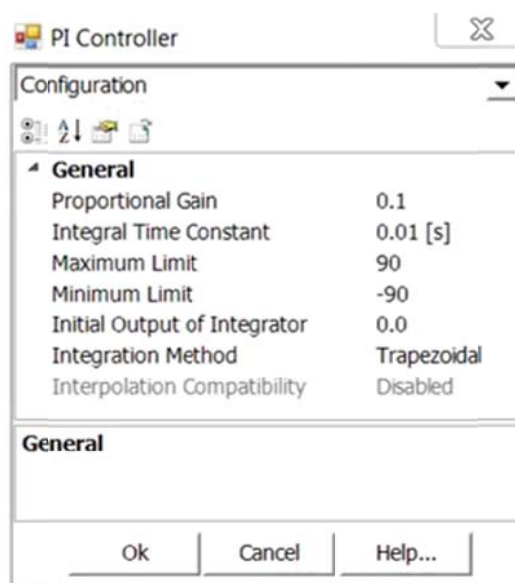 PI Controller
Configuration
General
Proportional Gain 0.1
Integral Time Constant 0.01 [s]
Maximum Limit 90
Minimum Limit -90
Initial Output of Integrator 0.0
Integration Method Trapezoidal
Interpolation Compatibility Disabled
General
Ok Cancel Help...